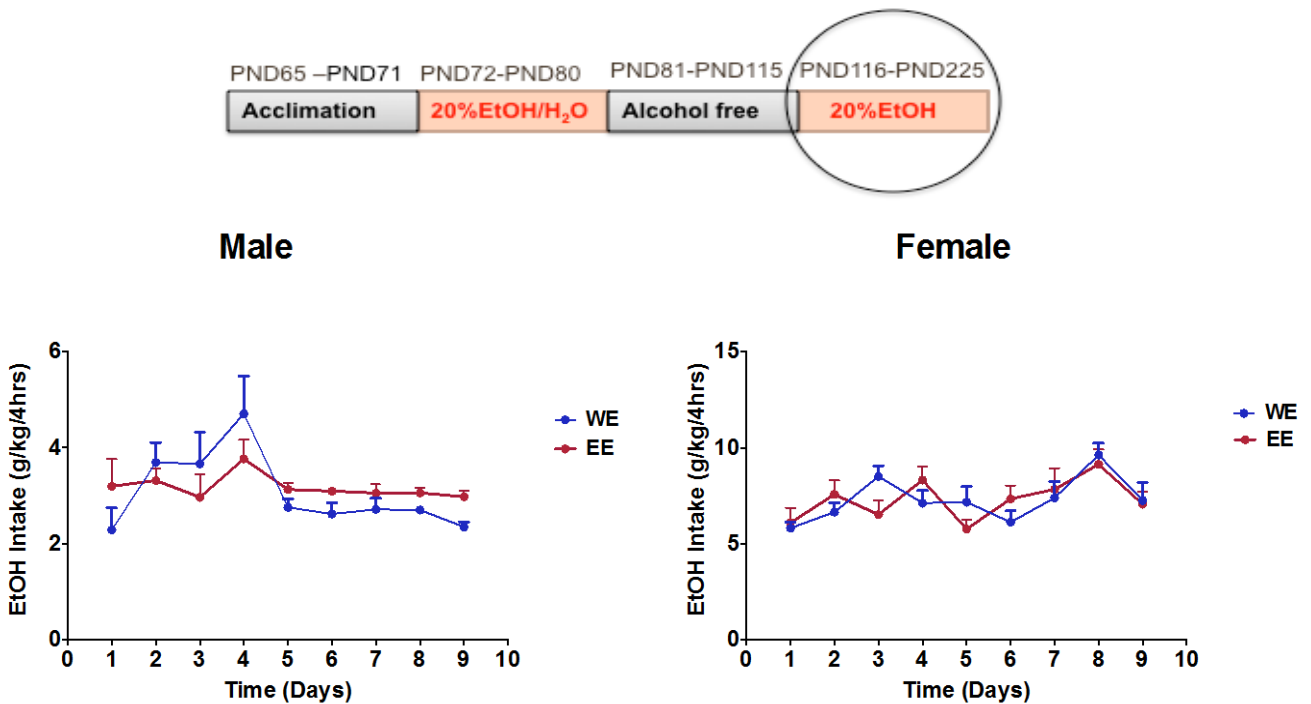 PND65 –PND71 PND72-PND80 PND81-PND115 PND116-PND225
Acclimation 20%EtOH/H₂O Alcohol free 20%EtOH
Male
6
4
2
0
EtOH Intake (g/kg/4hrs)
0 1 2 3 4 5 6 7 8 9 10
Time (Days)
WE
EE
Female
15
10
5
0
EtOH Intake (g/kg/4hrs)
0 1 2 3 4 5 6 7 8 9 10
Time (Days)
WE
EE